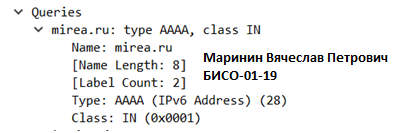 Queries
mirea.ru: type AAAA, class IN
Name: mirea.ru
[Name Length: 8]
[Label Count: 2]
Type: AAAA (IPv6 Address) (28)
Class: IN (0x0001)
Маринин Вячеслав Петрович
БИСО-01-19